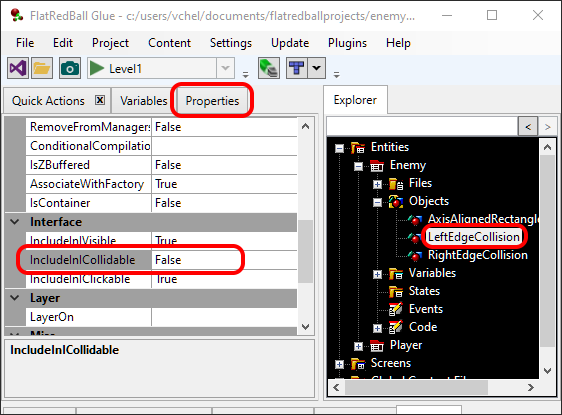 FlatRedBall Glue - c:/users/vchel/documents/flatredballprojects/enemy...
File Project Content Settings Update Plugins
Level1
Quick Actions Variables Properties
RemoveFromManagers False
ConditionalCompilatio
IsZBuffered False
AssociateWithFactory True
IsContainer False
Interface
IncludeInIVisible True
IncludeInICollidable False
IncludeInIClickable True
Layer
LayerOn
Misc
IncludeInICollidable
Explorer
< >
Entities
Enemy
Files
Objects
AxisAlignedRectangle
LeftEdgeCollision
RightEdgeCollision
Variables
States
Events
Code
Player
Screens
Global Content Files